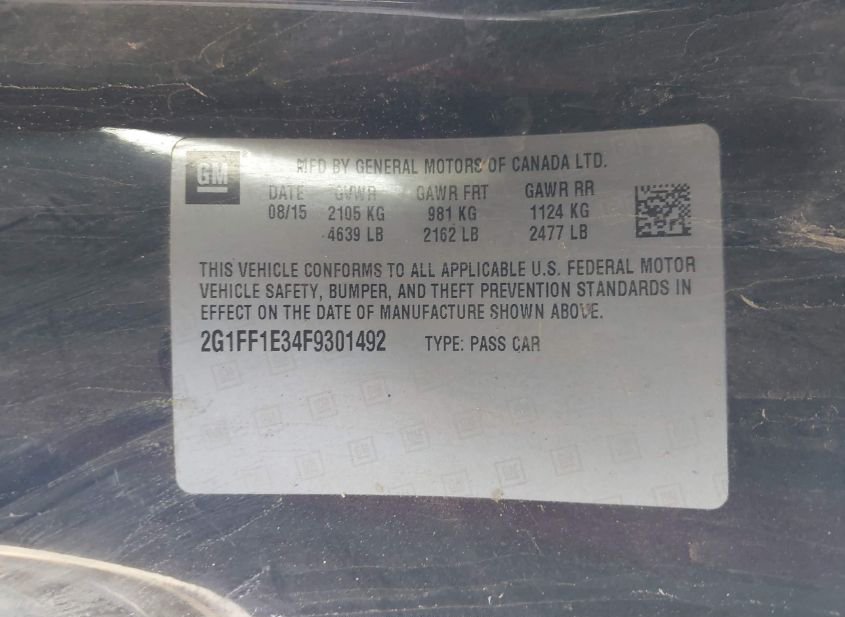 GM
MFD BY GENERAL MOTORS OF CANADA LTD.
DATE GVWR GAWR FRT GAWR RR
08/15 2105 KG 981 KG 1124 KG
4639 LB 2162 LB 2477 LB
THIS VEHICLE CONFORMS TO ALL APPLICABLE U.S. FEDERAL MOTOR
VEHICLE SAFETY, BUMPER, AND THEFT PREVENTION STANDARDS IN
EFFECT ON THE DATE OF MANUFACTURE SHOWN ABOVE.
2G1FF1E34F9301492 TYPE: PASS CAR